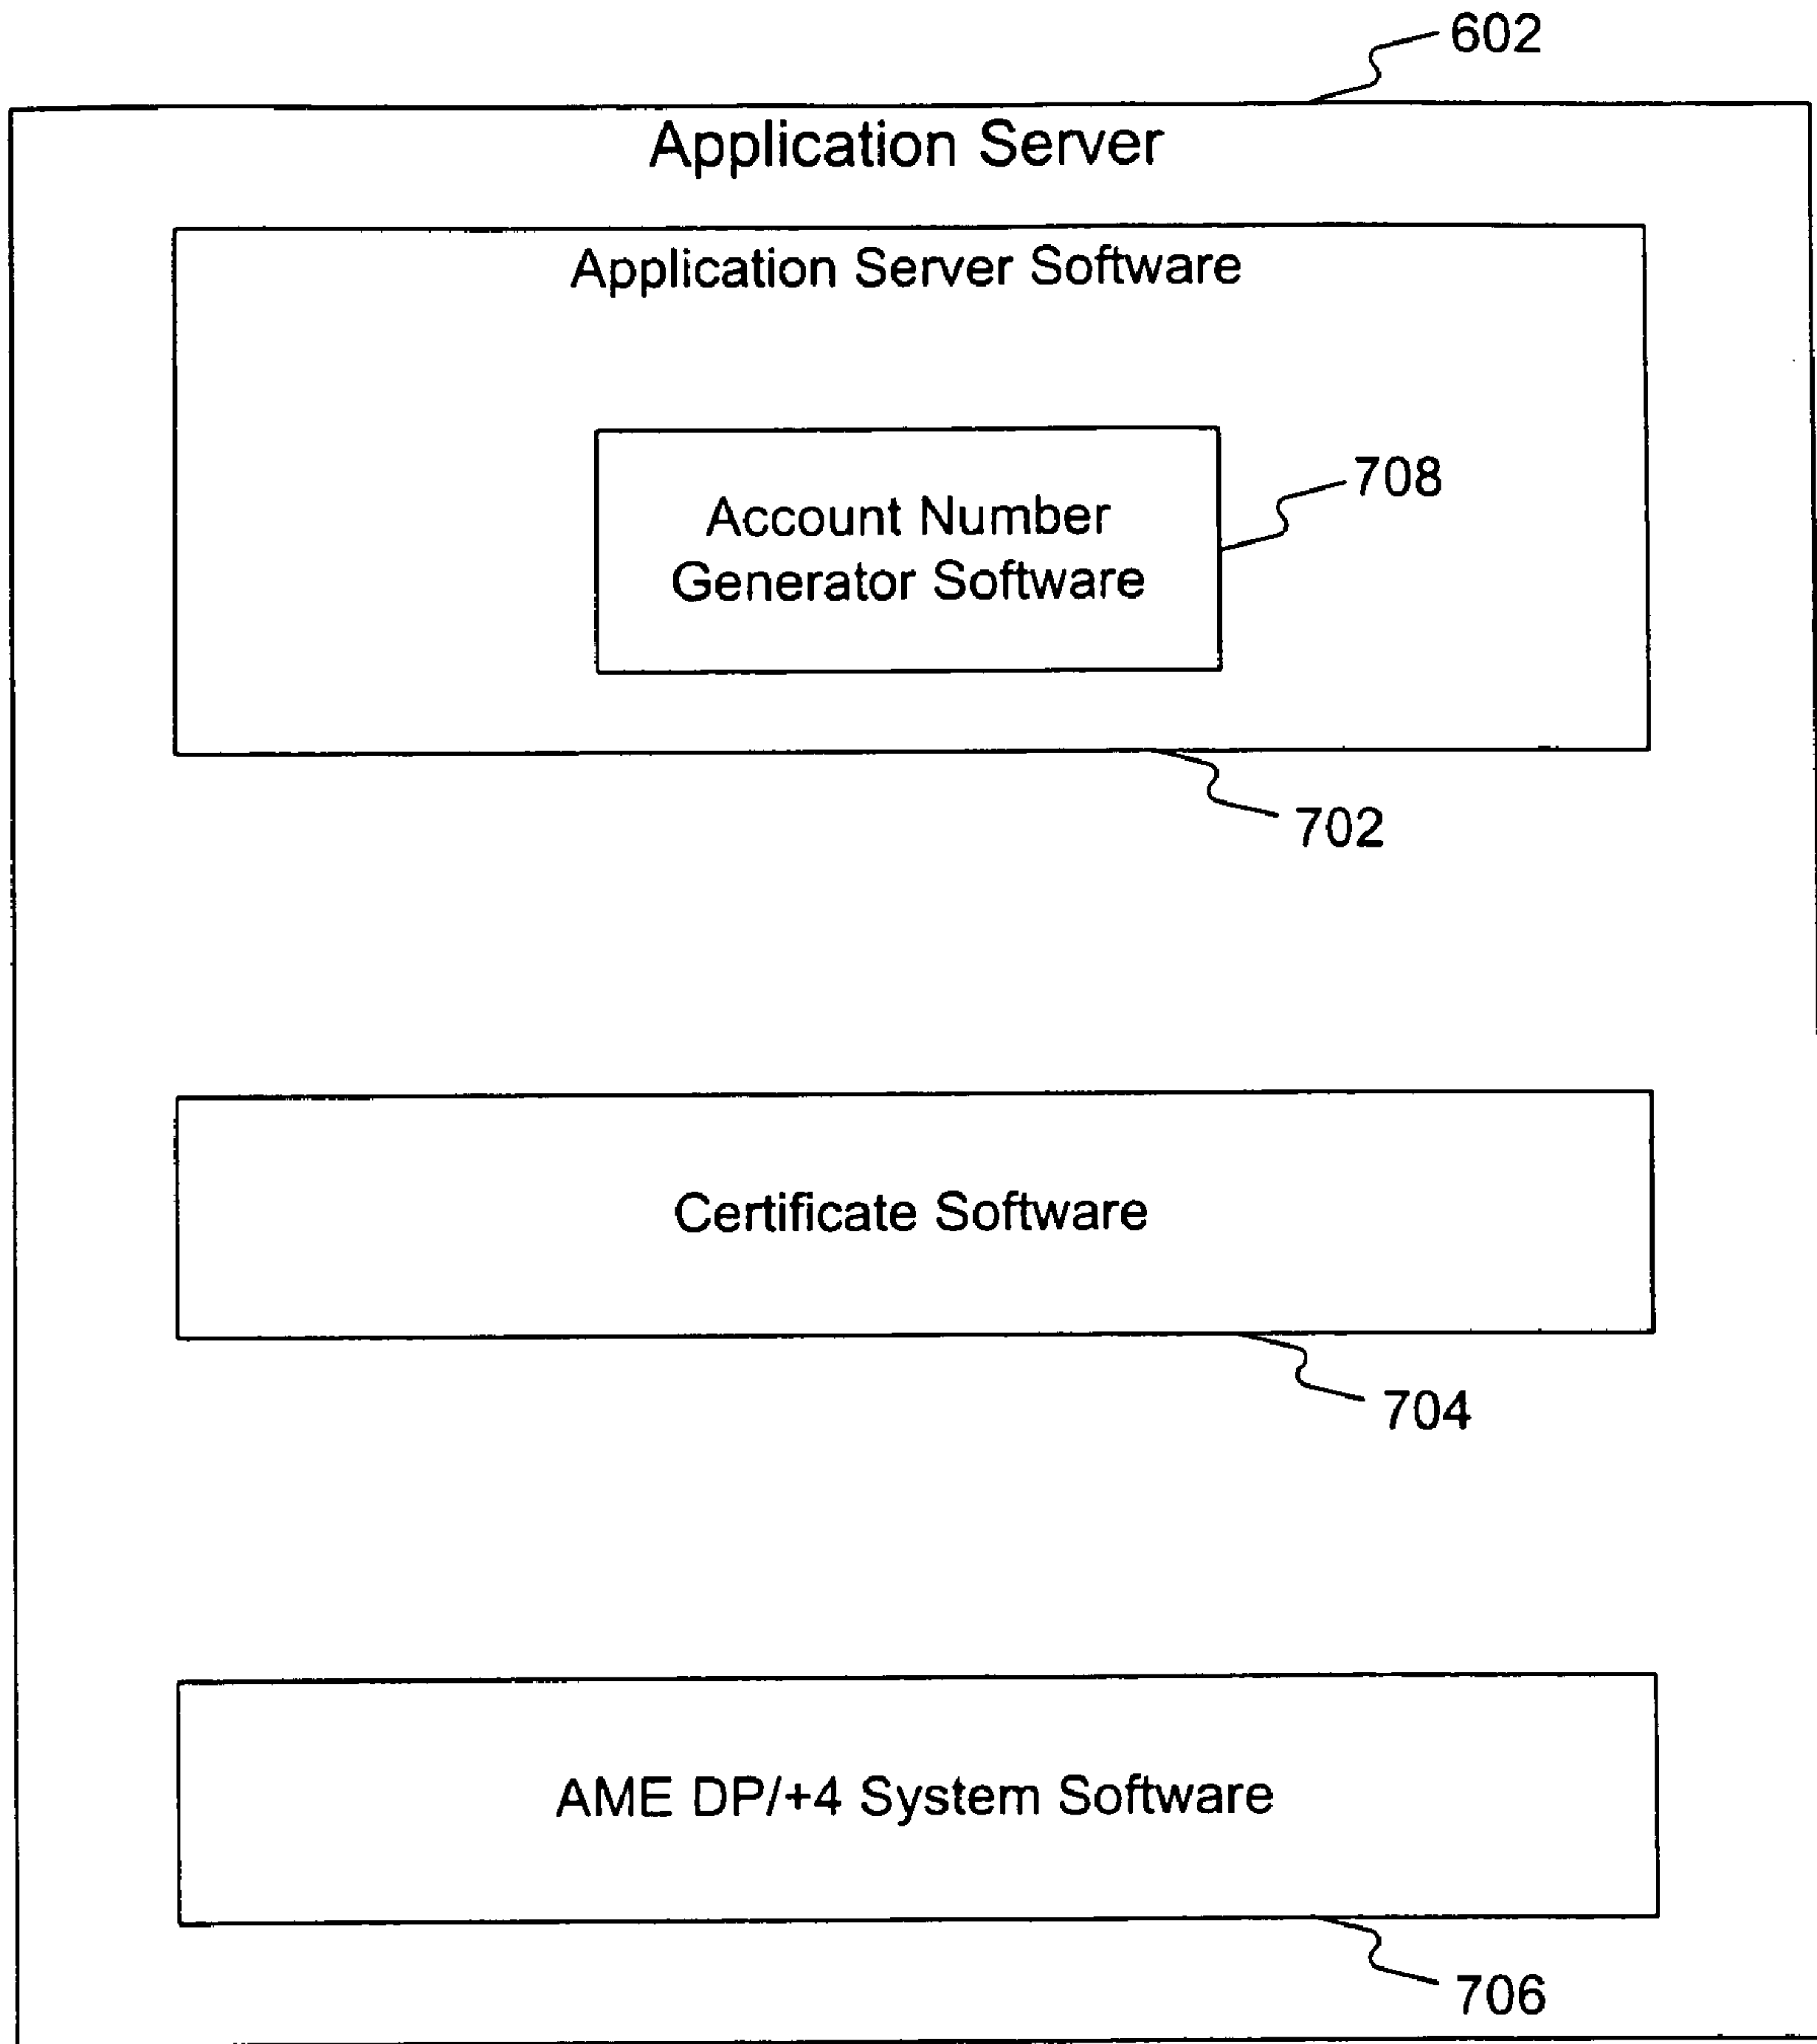 602
Application Server
Application Server Software
708
Account Number
Generator Software
702
Certificate Software
704
AME DP/+4 System Software
706